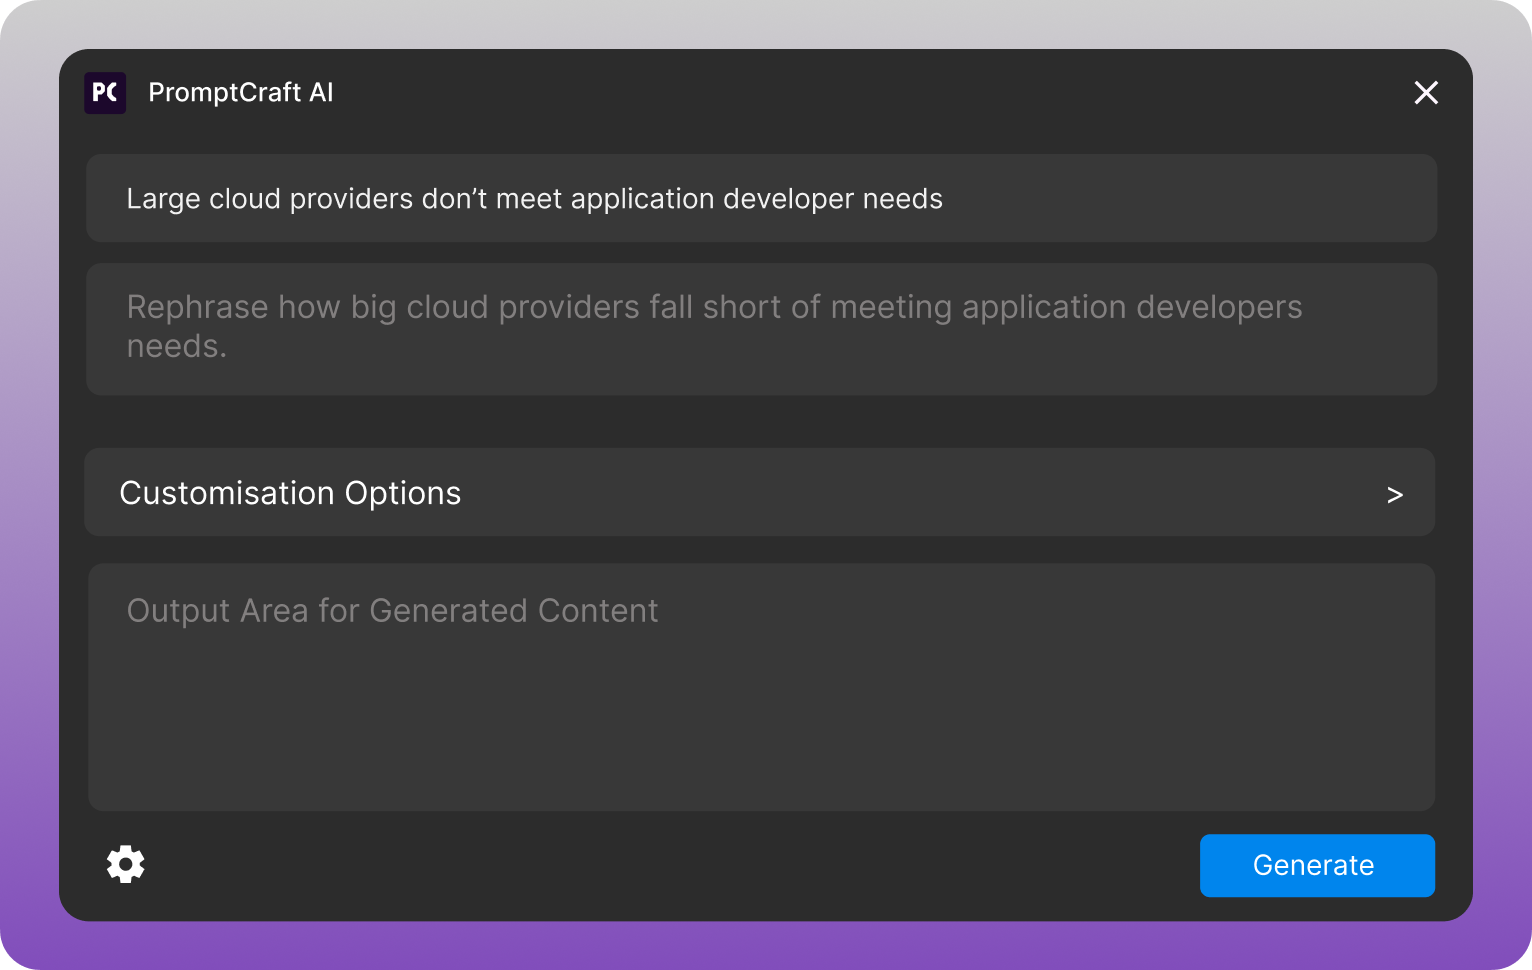 PC
PromptCraft AI
Large cloud providers don’t meet application developer needs
Rephrase how big cloud providers fall short of meeting application developers
needs.
Customisation Options
>
Output Area for Generated Content
Generate